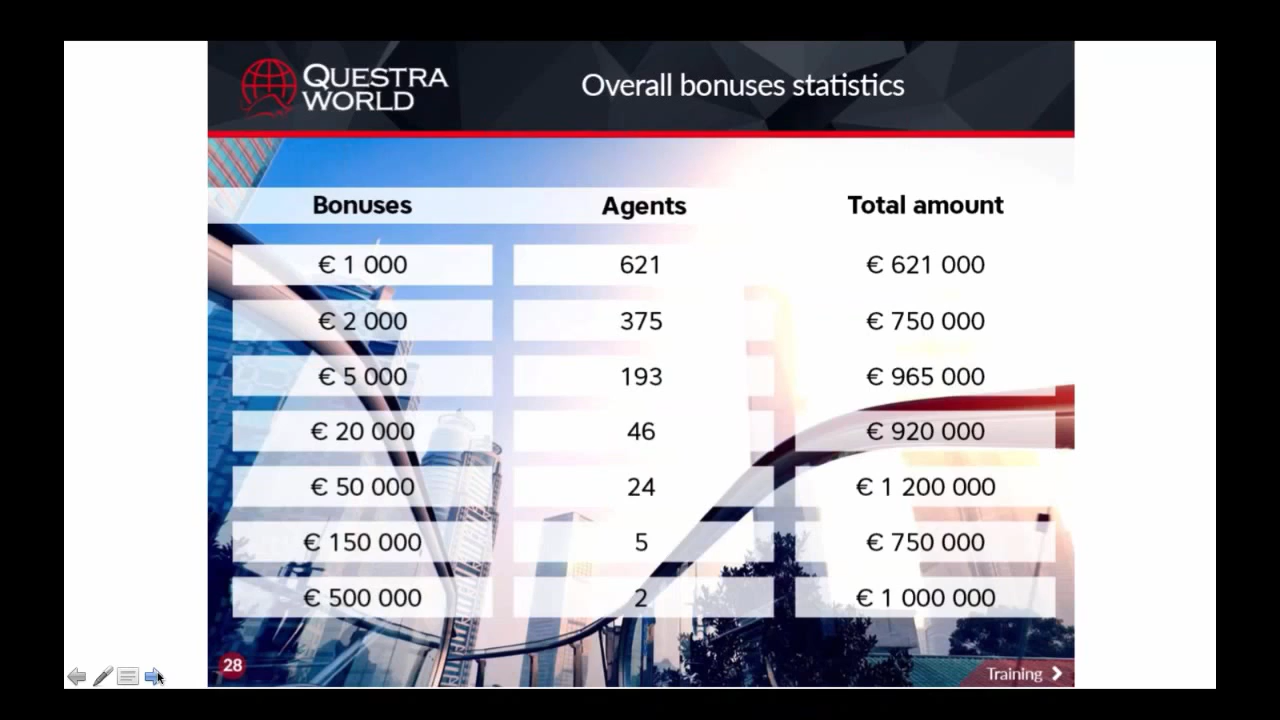 QUESTRA
WORLD
Overall bonuses statistics
Bonuses Agents Total amount
€ 1 000 621 € 621 000
€ 2 000 375 € 750 000
€ 5 000 193 € 965 000
€ 20 000 46 € 920 000
€ 50 000 24 € 1 200 000
€ 150 000 5 € 750 000
€ 500 000 2 € 1 000 000
28
Training